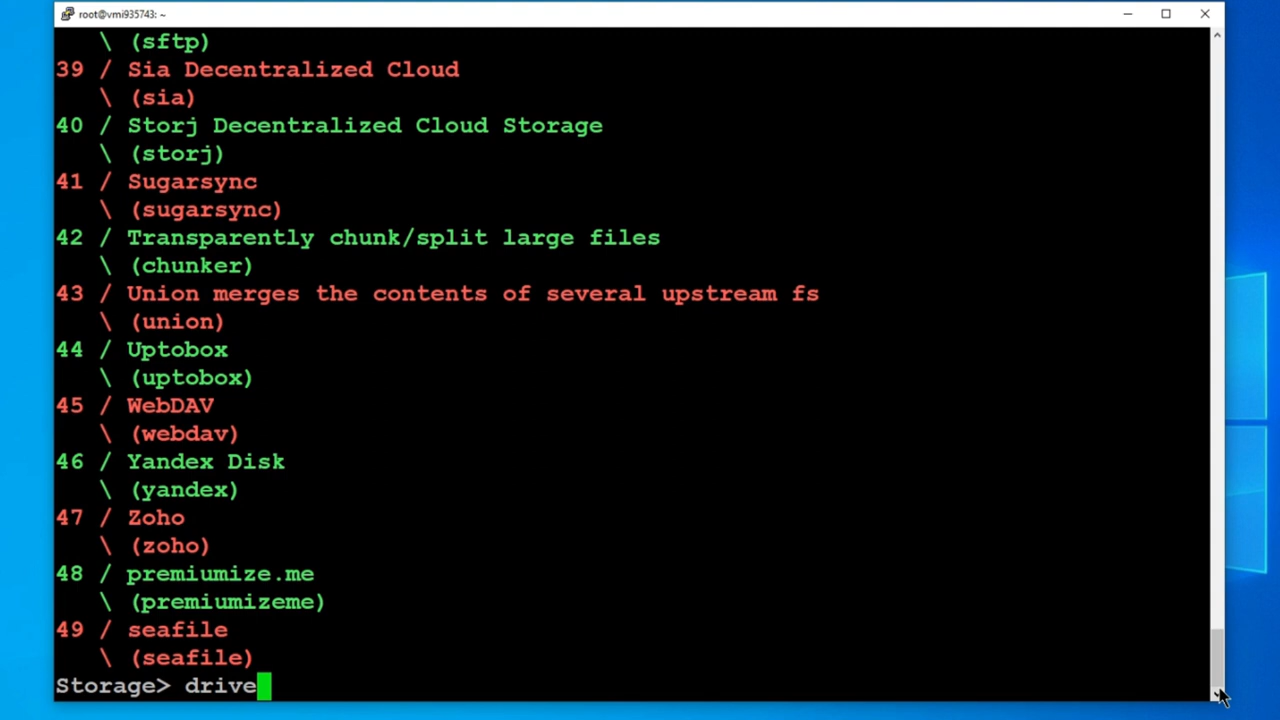 root@vmi935743: ~
\ (sftp)
39 / Sia Decentralized Cloud
\ (sia)
40 / Storj Decentralized Cloud Storage
\ (storj)
41 / Sugarsync
\ (sugarsync)
42 / Transparently chunk/split large files
\ (chunker)
43 / Union merges the contents of several upstream fs
\ (union)
44 / Uptobox
\ (uptobox)
45 / WebDAV
\ (webdav)
46 / Yandex Disk
\ (yandex)
47 / Zoho
\ (zoho)
48 / premiumize.me
\ (premiumizeme)
49 / seafile
\ (seafile)
Storage> drive